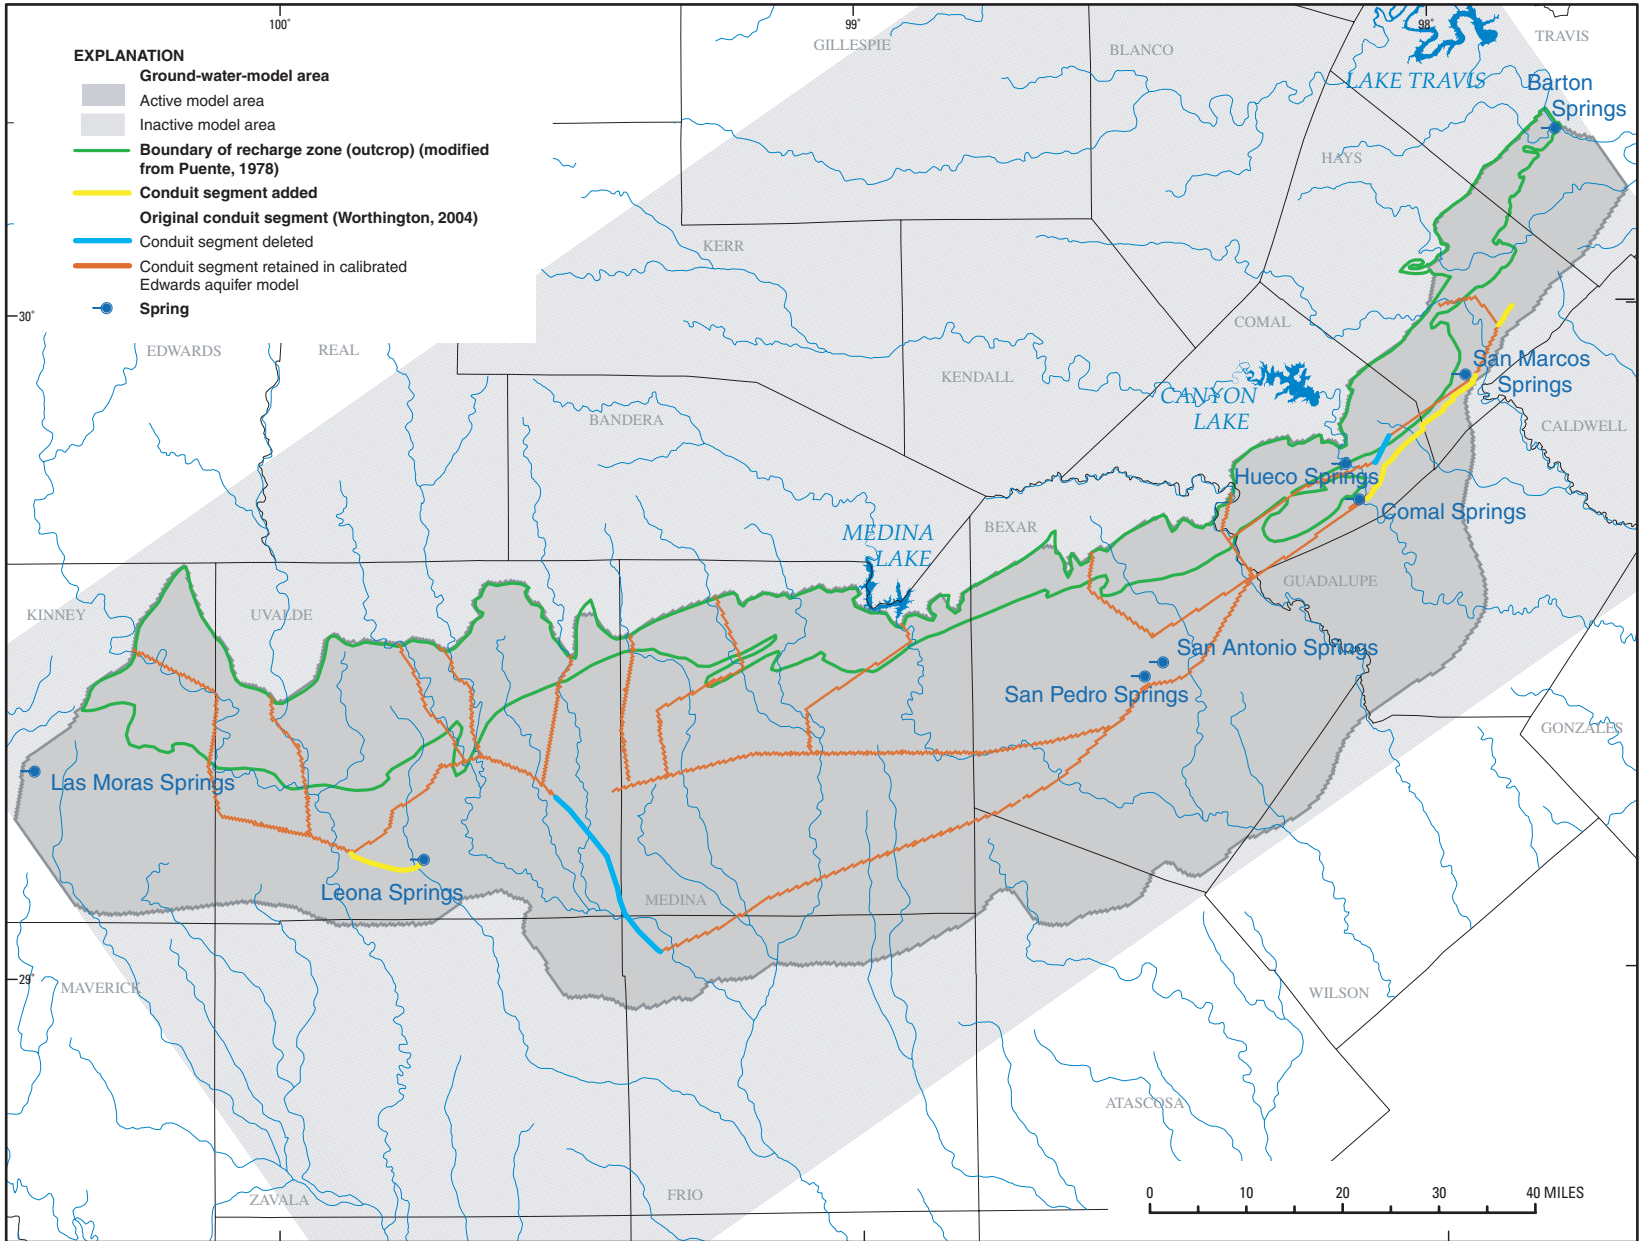 100°
99°
98°
EXPLANATION
Ground-water-model area
Active model area
Inactive model area
Boundary of recharge zone (outcrop) (modified
from Puente, 1978)
Conduit segment added
Original conduit segment (Worthington, 2004)
Conduit segment deleted
Conduit segment retained in calibrated
Edwards aquifer model
Spring
GILLESPIE
BLANCO
TRAVIS
LAKE TRAVIS
Barton
Springs
HAYS
KERR
30°
EDWARDS
REAL
COMAL
KENDALL
CANYON
LAKE
San Marcos
Springs
BANDERA
CALDWELL
Hueco Springs
Comal Springs
MEDINA
LAKE
BEXAR
GUADALUPE
KINNEY
UVALDE
San Antonio Springs
San Pedro Springs
GONZALES
Las Moras Springs
Leona Springs
MEDINA
29°
MAVERICK
WILSON
ATASCOSA
ZAVALA
FRIO
0 10 20 30 40 MILES